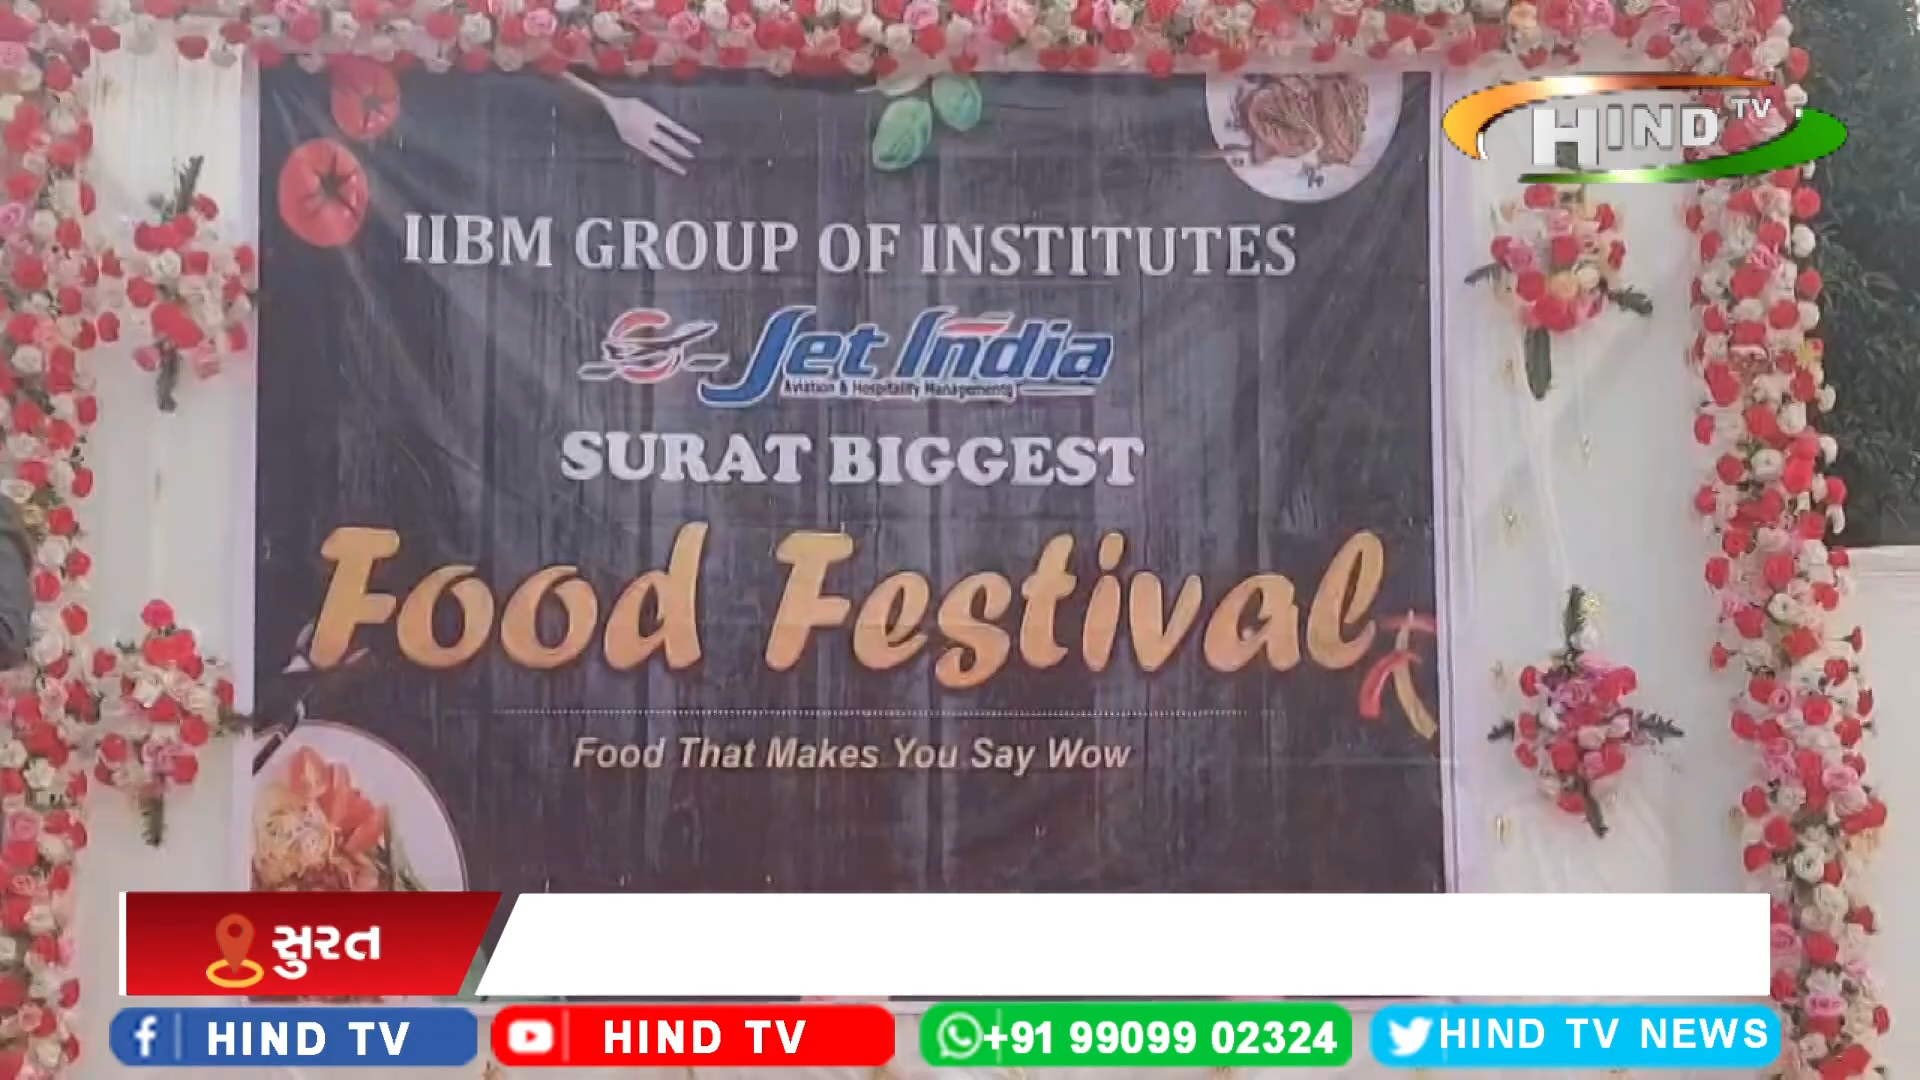 HIND TV
IIBM GROUP OF INSTITUTES
Jet India
Aviation & Hospitality Managements
SURAT BIGGEST
Food Festival
Food That Makes You Say Wow
સુરત
HIND TV
HIND TV
+91 99099 02324
HIND TV NEWS